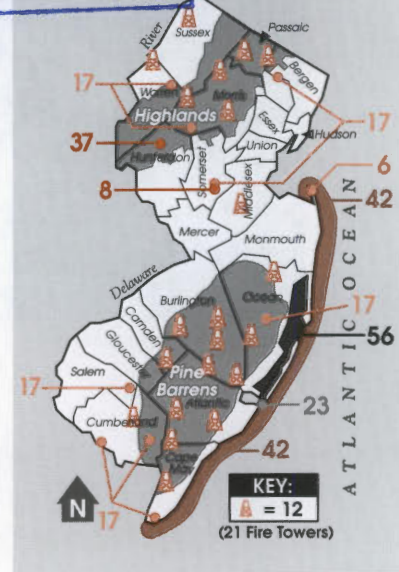 Sussex
River
Passaic
Bergen
17
Warren
Morris
Highlands
Essex
17
Hudson
37
Hunterdon
Union
Somerset
8
Middlesex
6
42
Mercer
Monmouth
Delaware
Burlington
Ocean
17
Camden
56
Gloucester
Salem
Pine
Barrens
17
Atlantic
23
Cumberland
42
Cape
May
17
N
KEY:
= 12
(21 Fire Towers)
ATLANTIC OCEAN